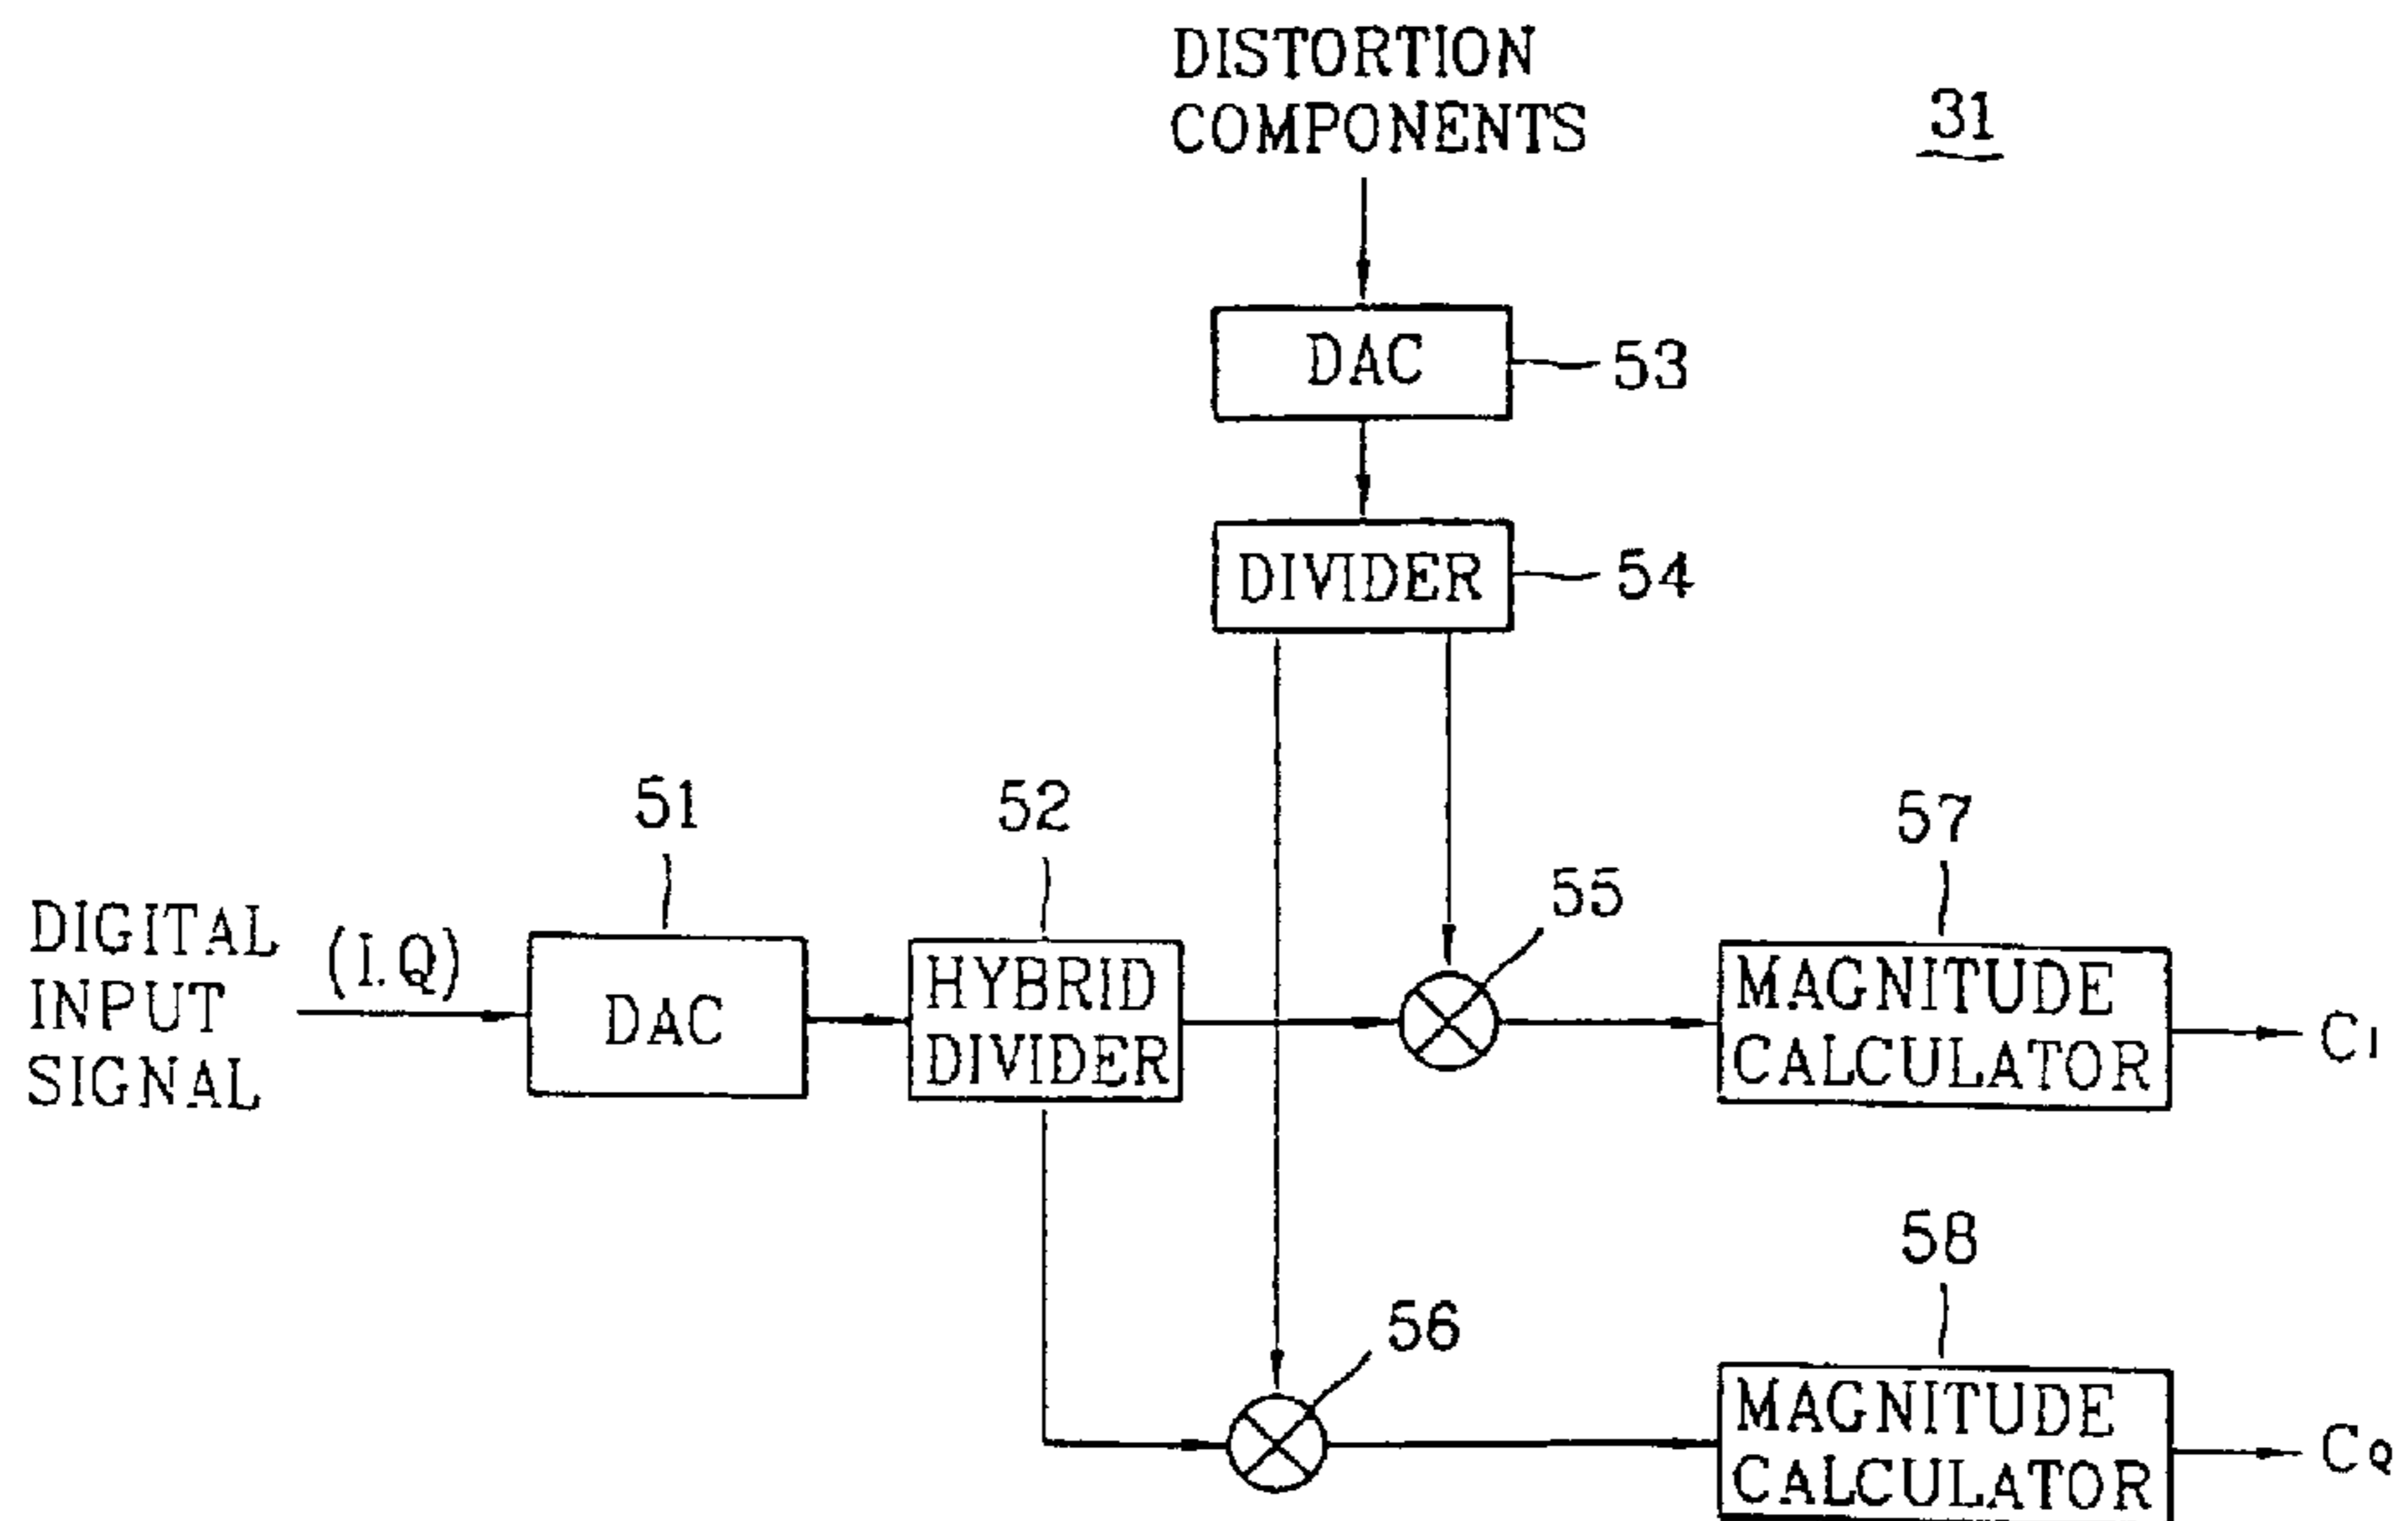 DISTORTION
COMPONENTS
31
DAC
53
DIVIDER
54
51
52
57
55
DIGITAL
INPUT
SIGNAL
(I.Q)
DAC
HYBRID
DIVIDER
MAGNITUDE
CALCULATOR
CI
58
56
MAGNITUDE
CALCULATOR
CQ